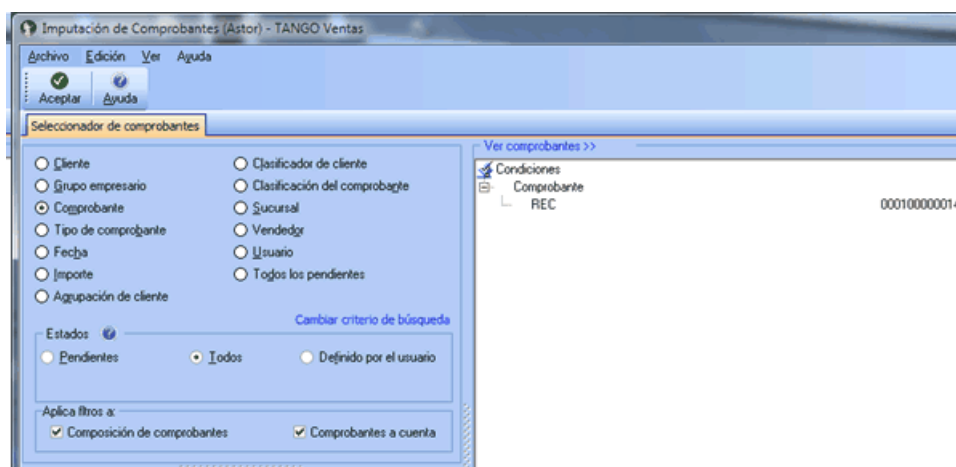 Imputación de Comprobantes (Astor) - TANGO Ventas
Archivo Edición Ver Ayuda
Aceptar Ayuda
Seleccionador de comprobantes
Cliente
Grupo empresario
Comprobante
Tipo de comprobante
Fecha
Importe
Agrupación de cliente
Clasificador de cliente
Clasificación del comprobante
Sucursal
Vendedor
Usuario
Todos los pendientes
Cambiar criterio de búsqueda
Estados
Pendientes Todos Definido por el usuario
Aplica fltros a:
Composición de comprobantes Comprobantes a cuenta
Ver comprobantes >>
Condiciones
Comprobante
REC 00010000014